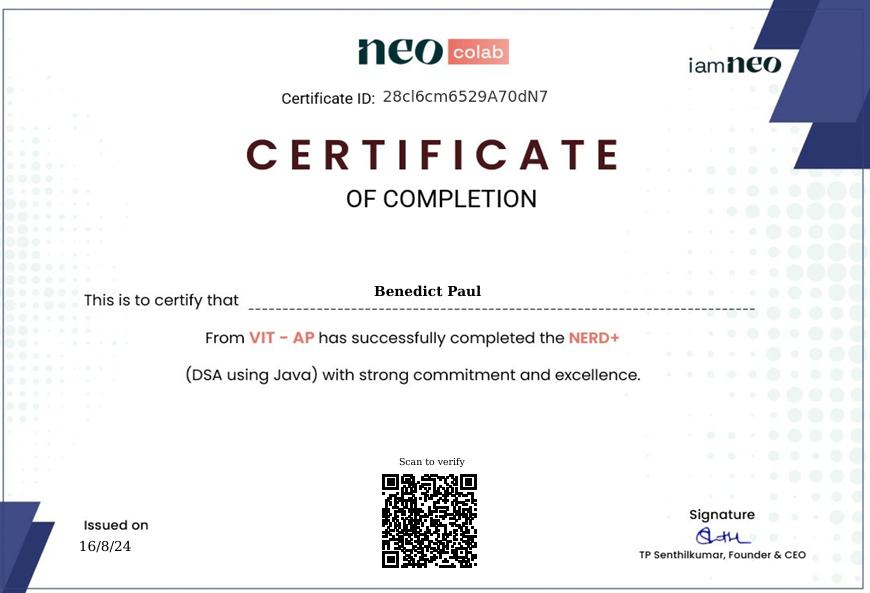 neo colab
iamneo
Certificate ID: 28cl6cm6529A70dN7
CERTIFICATE
OF COMPLETION
This is to certify that Benedict Paul
From VIT - AP has successfully completed the NERD+
(DSA using Java) with strong commitment and excellence.
Scan to verify
Issued on
16/8/24
Signature
TP Senthilkumar, Founder & CEO